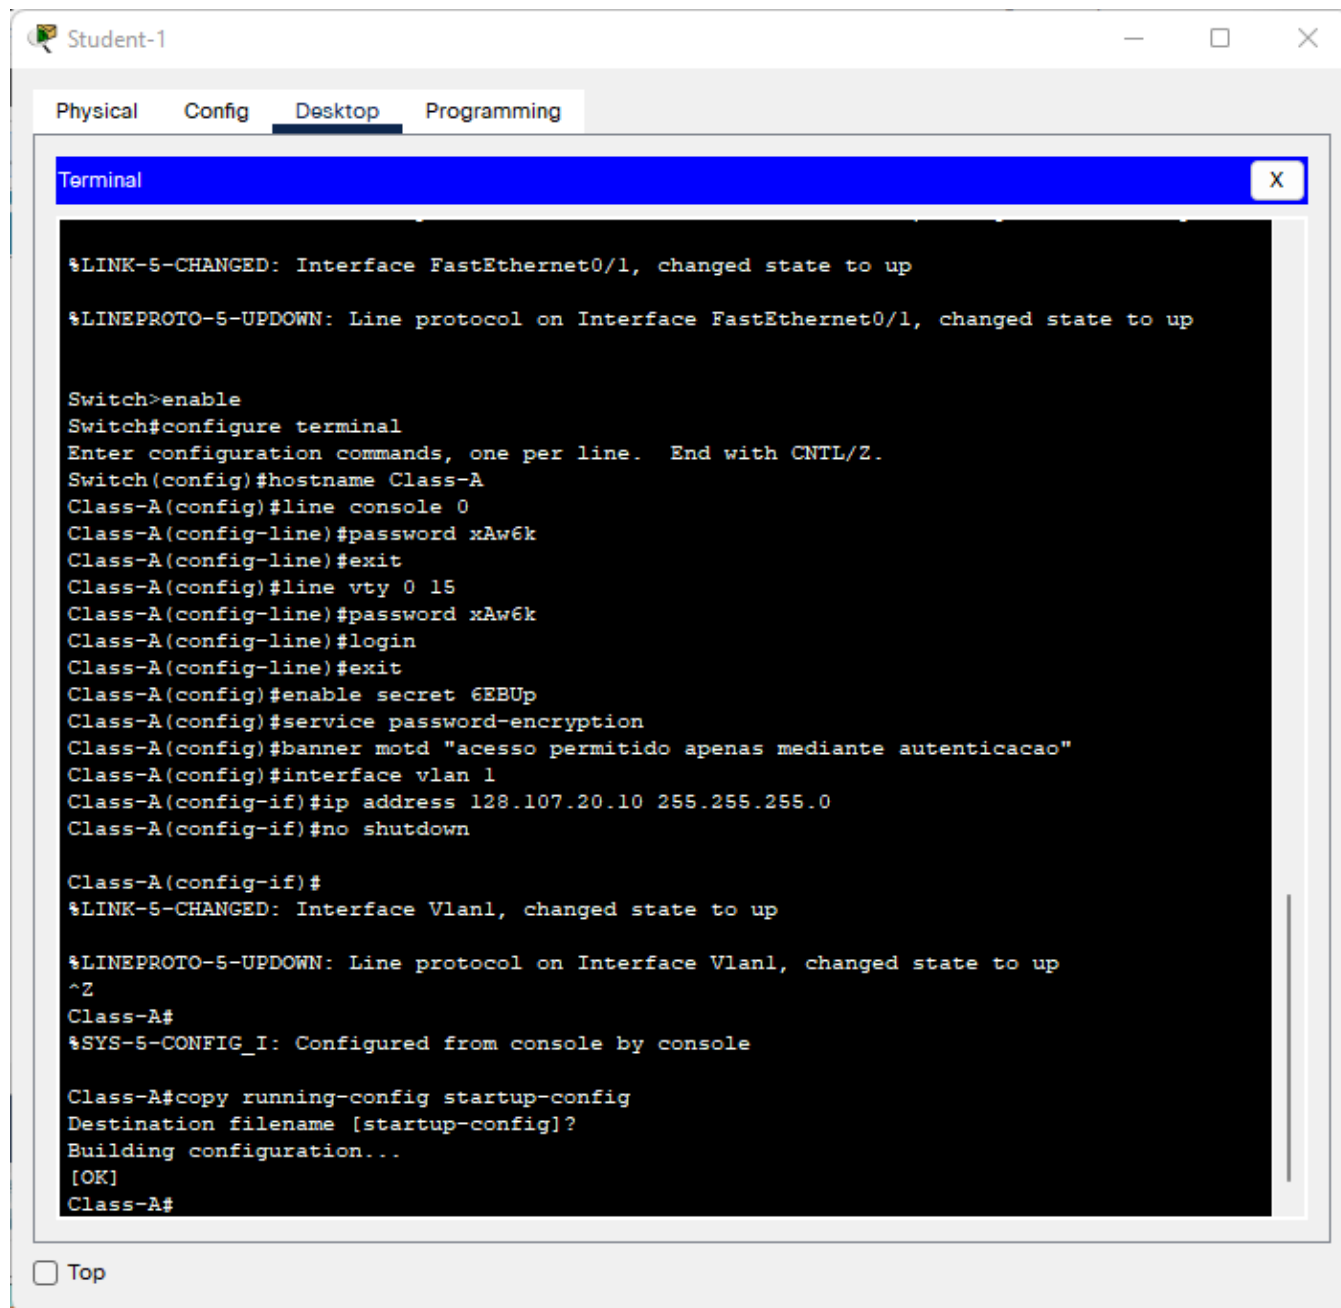 Student-1
Physical Config Desktop Programming
Terminal
X
%LINK-5-CHANGED: Interface FastEthernet0/1, changed state to up
%LINEPROTO-5-UPDOWN: Line protocol on Interface FastEthernet0/1, changed state to up
Switch>enable
Switch#configure terminal
Enter configuration commands, one per line.  End with CNTL/Z.
Switch(config)#hostname Class-A
Class-A(config)#line console 0
Class-A(config-line)#password xAw6k
Class-A(config-line)#exit
Class-A(config)#line vty 0 15
Class-A(config-line)#password xAw6k
Class-A(config-line)#login
Class-A(config-line)#exit
Class-A(config)#enable secret 6EBUp
Class-A(config)#service password-encryption
Class-A(config)#banner motd "acesso permitido apenas mediante autenticacao"
Class-A(config)#interface vlan 1
Class-A(config-if)#ip address 128.107.20.10 255.255.255.0
Class-A(config-if)#no shutdown
Class-A(config-if)#
%LINK-5-CHANGED: Interface Vlan1, changed state to up
%LINEPROTO-5-UPDOWN: Line protocol on Interface Vlan1, changed state to up
^Z
Class-A#
%SYS-5-CONFIG_I: Configured from console by console
Class-A#copy running-config startup-config
Destination filename [startup-config]?
Building configuration...
[OK]
Class-A#
Top